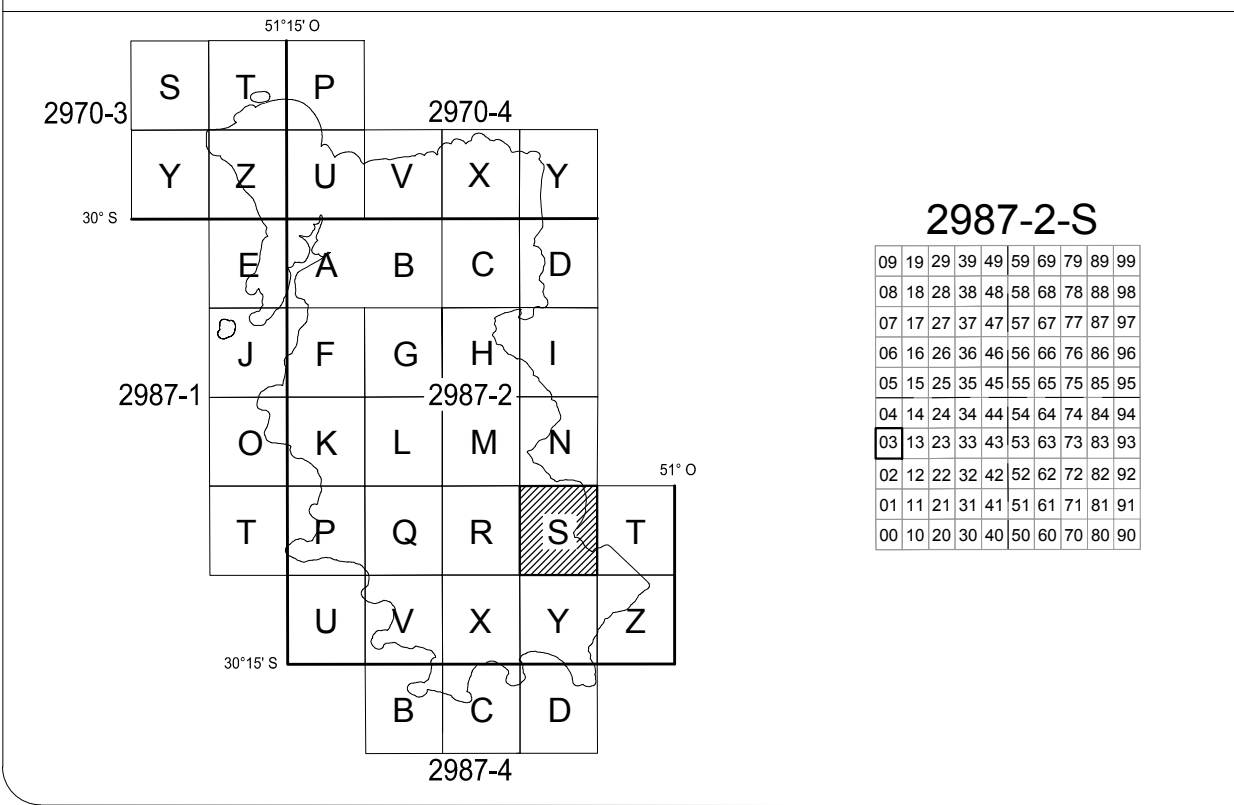 51°15' O
S T P
2970-3 2970-4
Y Z U V X Y
30° S
E A B C D
J F G H I
2987-1 2987-2
O K L M N
51° O
T P Q R S T
U V X Y Z
30°15' S
B C D
2987-4
2987-2-S
09 19 29 39 49 59 69 79 89 99
08 18 28 38 48 58 68 78 88 98
07 17 27 37 47 57 67 77 87 97
06 16 26 36 46 56 66 76 86 96
05 15 25 35 45 55 65 75 85 95
04 14 24 34 44 54 64 74 84 94
03 13 23 33 43 53 63 73 83 93
02 12 22 32 42 52 62 72 82 92
01 11 21 31 41 51 61 71 81 91
00 10 20 30 40 50 60 70 80 90